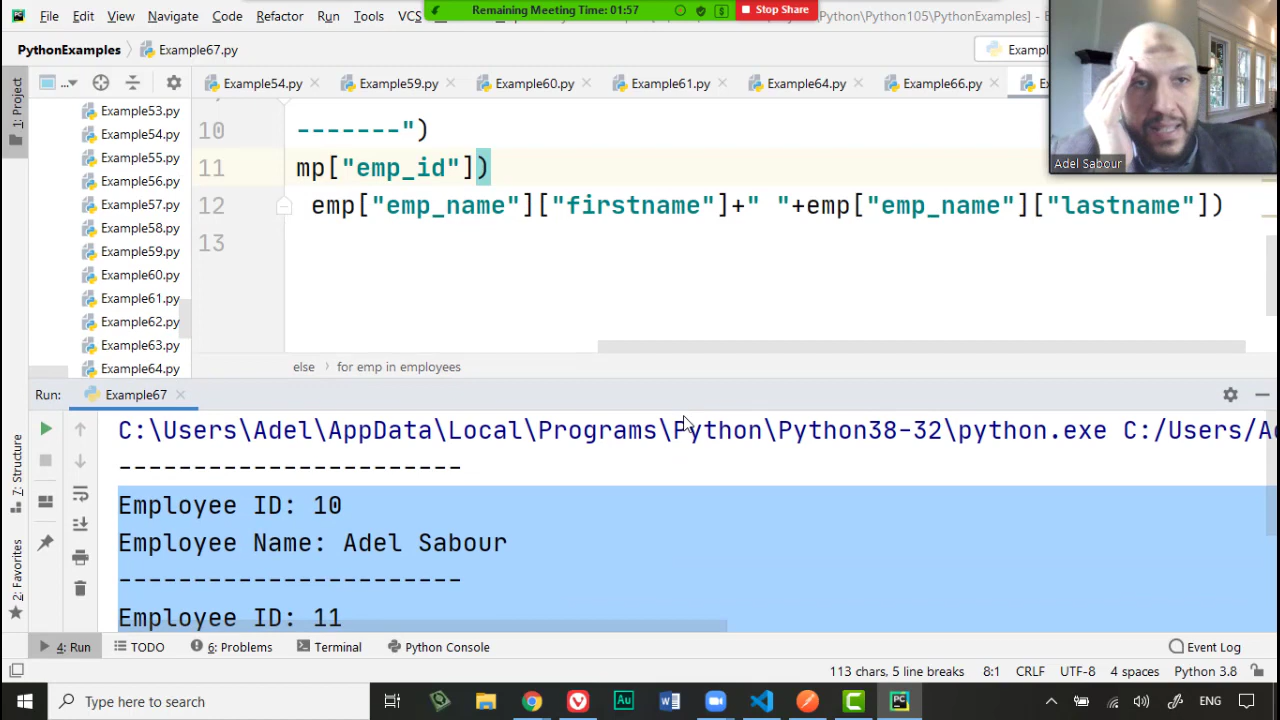 File Edit View Navigate Code Refactor Run Tools VCS
Remaining Meeting Time: 01:57
Stop Share
\Python\Python105\PythonExamples]
PythonExamples Example67.py
Examp
1: Project
Example54.py Example59.py Example60.py Example61.py Example64.py Example66.py Ex
Example53.py
Example54.py
Example55.py
Example56.py
Example57.py
Example58.py
Example59.py
Example60.py
Example61.py
Example62.py
Example63.py
Example64.py
10 -------")
11 mp["emp_id"])
12 emp["emp_name"]["firstname"]+" "+emp["emp_name"]["lastname"])
13
Adel Sabour
else for emp in employees
Run: Example67
C:\Users\Adel\AppData\Local\Programs\Python\Python38-32\python.exe C:/Users/A
-----------------------
Employee ID: 10
Employee Name: Adel Sabour
-----------------------
Employee ID: 11
7: Structure
2: Favorites
4: Run TODO 6: Problems Terminal Python Console Event Log
113 chars, 5 line breaks 8:1 CRLF UTF-8 4 spaces Python 3.8
Type here to search
Au
PC
ENG